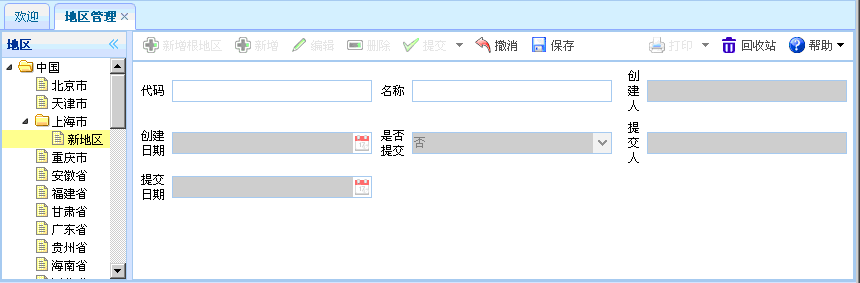 欢迎
地区管理
地区
新增根地区 新增 编辑 删除 提交 撤消 保存 打印 回收站 帮助
中国
北京市
天津市
上海市
新地区
重庆市
安徽省
福建省
甘肃省
广东省
贵州省
海南省
代码
名称
创
建
人
创建
日期
是否
提交
否
提
交
人
提交
日期